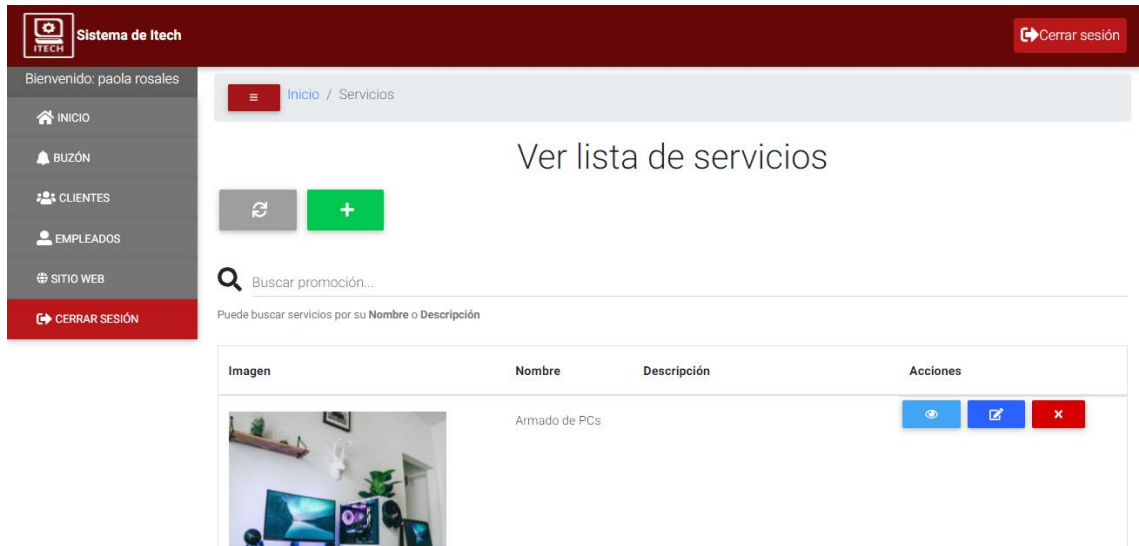 ITECH
Sistema de Itech
Cerrar sesión
Bienvenido: paola rosales
INICIO
BUZÓN
CLIENTES
EMPLEADOS
SITIO WEB
CERRAR SESIÓN
Inicio / Servicios
Ver lista de servicios
Buscar promoción...
Puede buscar servicios por su Nombre o Descripción
Imagen Nombre Descripción Acciones
Armado de PCs